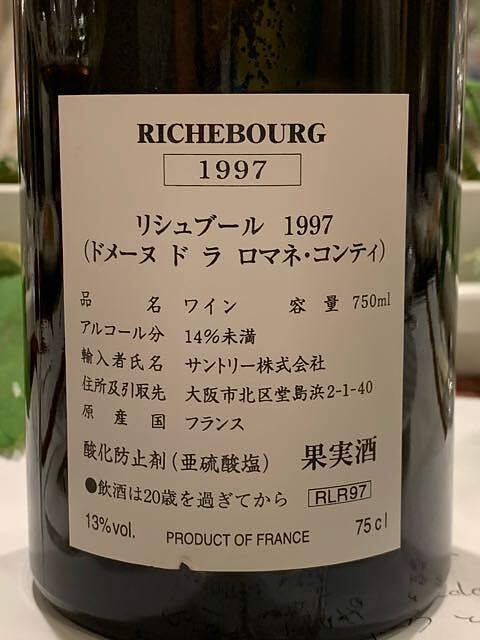 RICHEBOURG
1997
リシュブール 1997
(ドメーヌ ド ラ ロマネ・コンティ)
品名 ワイン 容量 750ml
アルコール分 14%未満
輸入者氏名 サントリー株式会社
住所及引取先 大阪市北区堂島浜2-1-40
原産国 フランス
酸化防止剤(亜硫酸塩) 果実酒
●飲酒は20歳を過ぎてから RLR97
13%vol. PRODUCT OF FRANCE 75cl